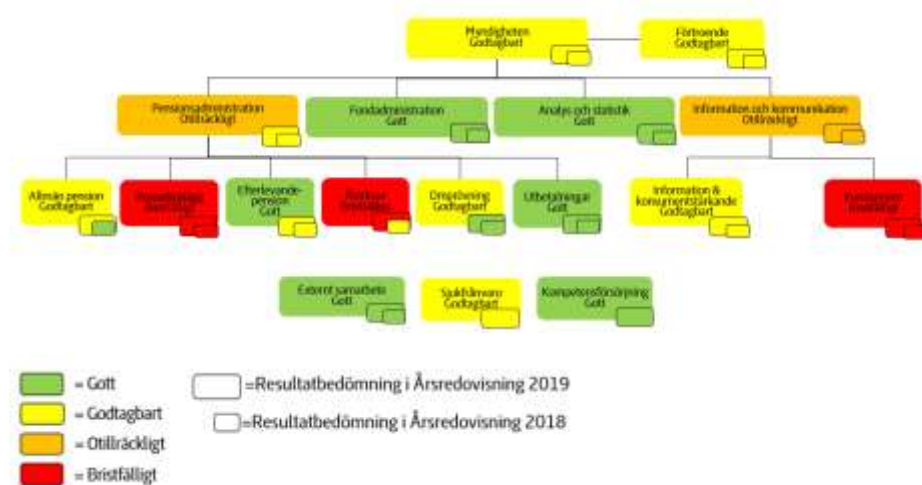 Myndigheten
Godtagbart
Förtroende
Godtagbart
Pensionsadministration
Otillräckligt
Fondadministration
Gott
Analys och statistik
Gott
Information och kommunikation
Otillräckligt
Allmän pension
Godtagbart
Efterlevande-
pension
Gott
Omprövning
Godtagbart
Utbetalningar
Gott
Information &
konsumentstärkande
Godtagbart
Externt samarbete
Gott
Sjukfrånvaro
Godtagbart
Kompetensförsörjning
Gott
= Gott
= Godtagbart
= Otillräckligt
= Bristfälligt
=Resultatbedömning i Årsredovisning 2019
=Resultatbedömning i Årsredovisning 2018